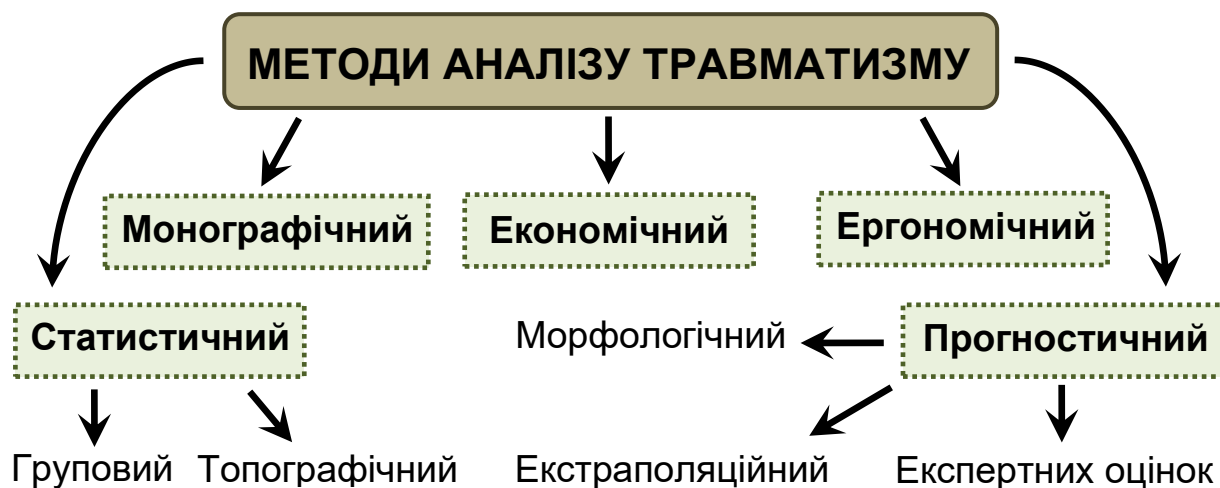 МЕТОДИ АНАЛІЗУ ТРАВМАТИЗМУ
Монографічний
Економічний
Ергономічний
Статистичний
Морфологічний
Прогностичний
Груповий
Топографічний
Екстраполяційний
Експертних оцінок